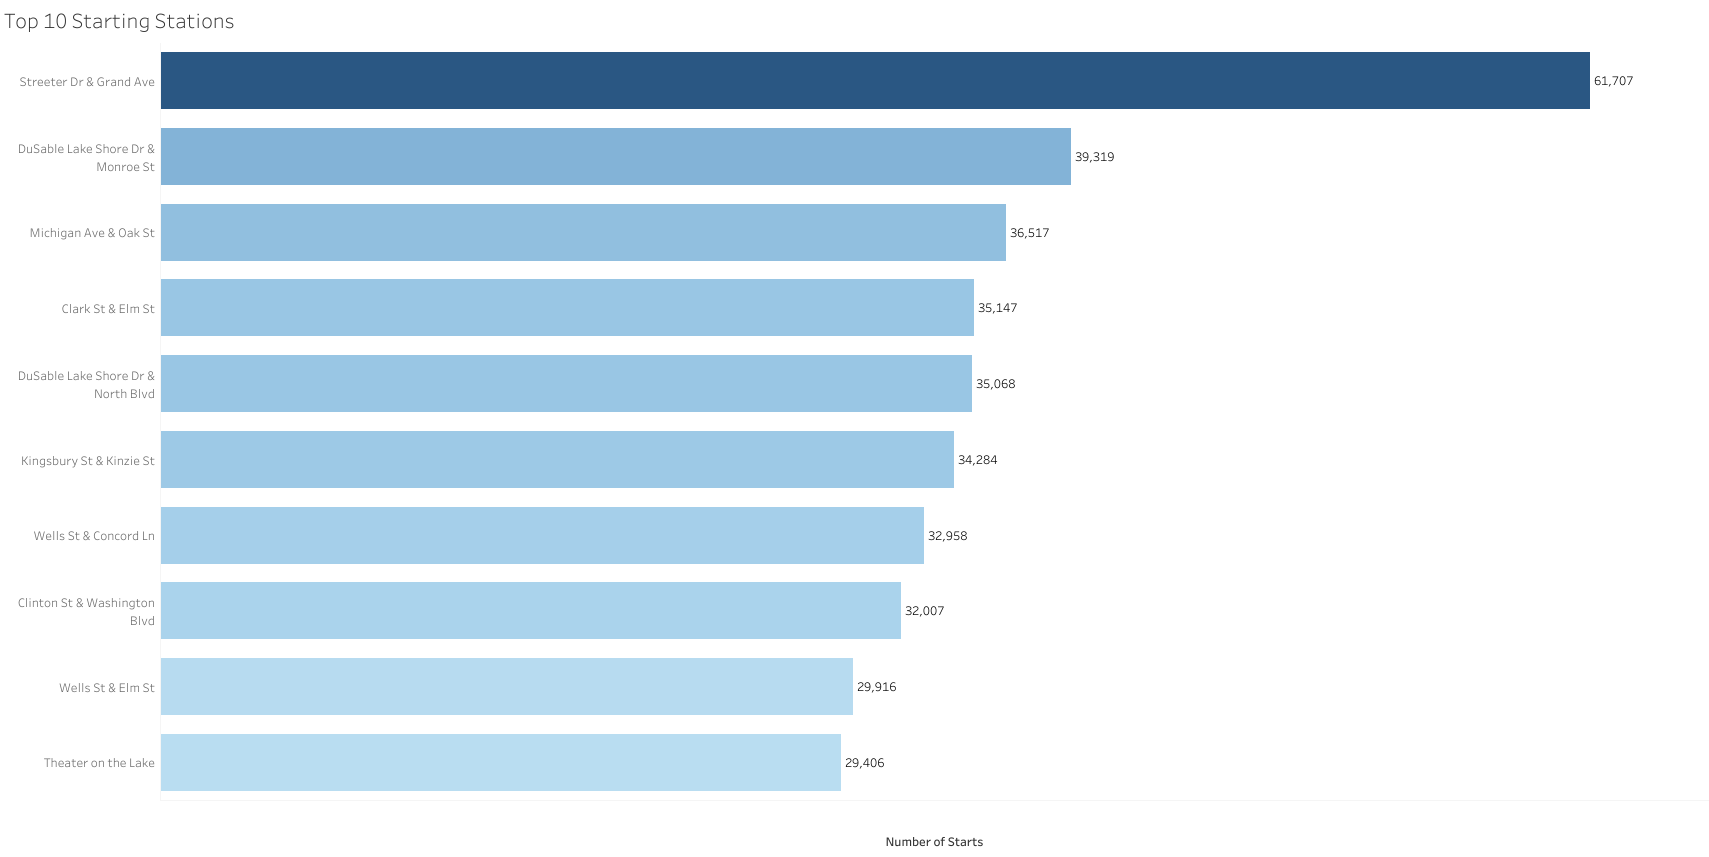 Top 10 Starting Stations
Streeter Dr & Grand Ave
61,707
DuSable Lake Shore Dr &
Monroe St
39,319
Michigan Ave & Oak St
36,517
Clark St & Elm St
35,147
DuSable Lake Shore Dr &
North Blvd
35,068
Kingsbury St & Kinzie St
34,284
Wells St & Concord Ln
32,958
Clinton St & Washington
Blvd
32,007
Wells St & Elm St
29,916
Theater on the Lake
29,406
Number of Starts